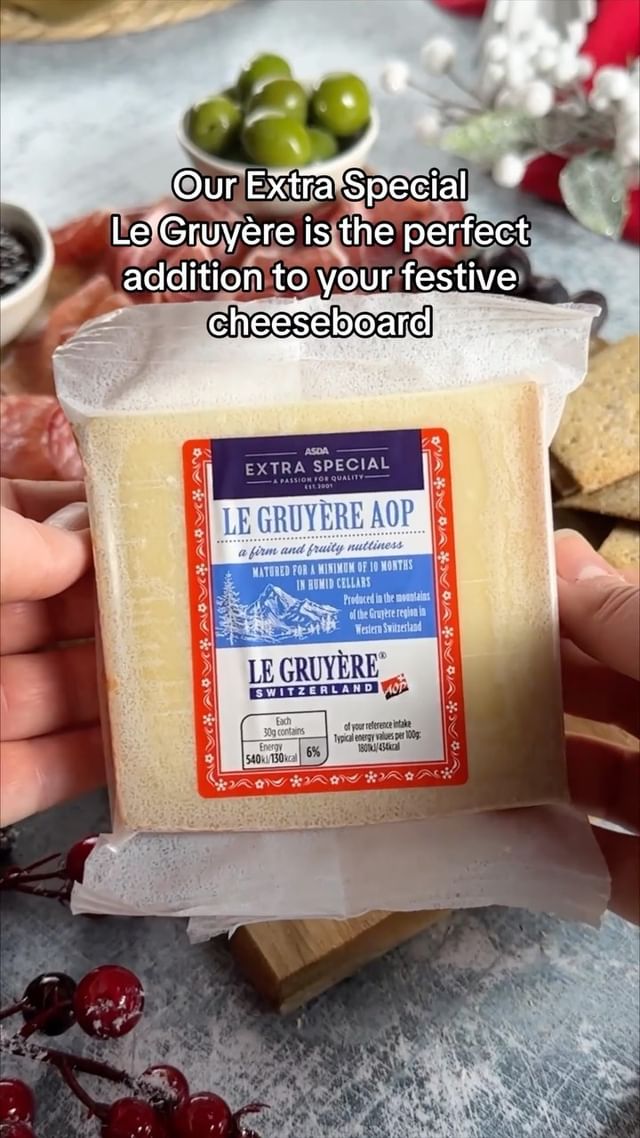 Our Extra Special
Le Gruyère is the perfect
addition to your festive
cheeseboard
ASDA
EXTRA SPECIAL
A PASSION FOR QUALITY
EST. 2001
LE GRUYÈRE AOP
a firm and fruity nuttiness
MATURED FOR A MINIMUM OF 10 MONTHS
IN HUMID CELLARS
Produced in the mountains
of the Gruyère region in
Western Switzerland
LE GRUYÈRE®
SWITZERLAND
AOP
Each
30g contains
Energy
540kJ/130kcal
6%
of your reference intake
Typical energy values per 100g:
1801kJ/434kcal